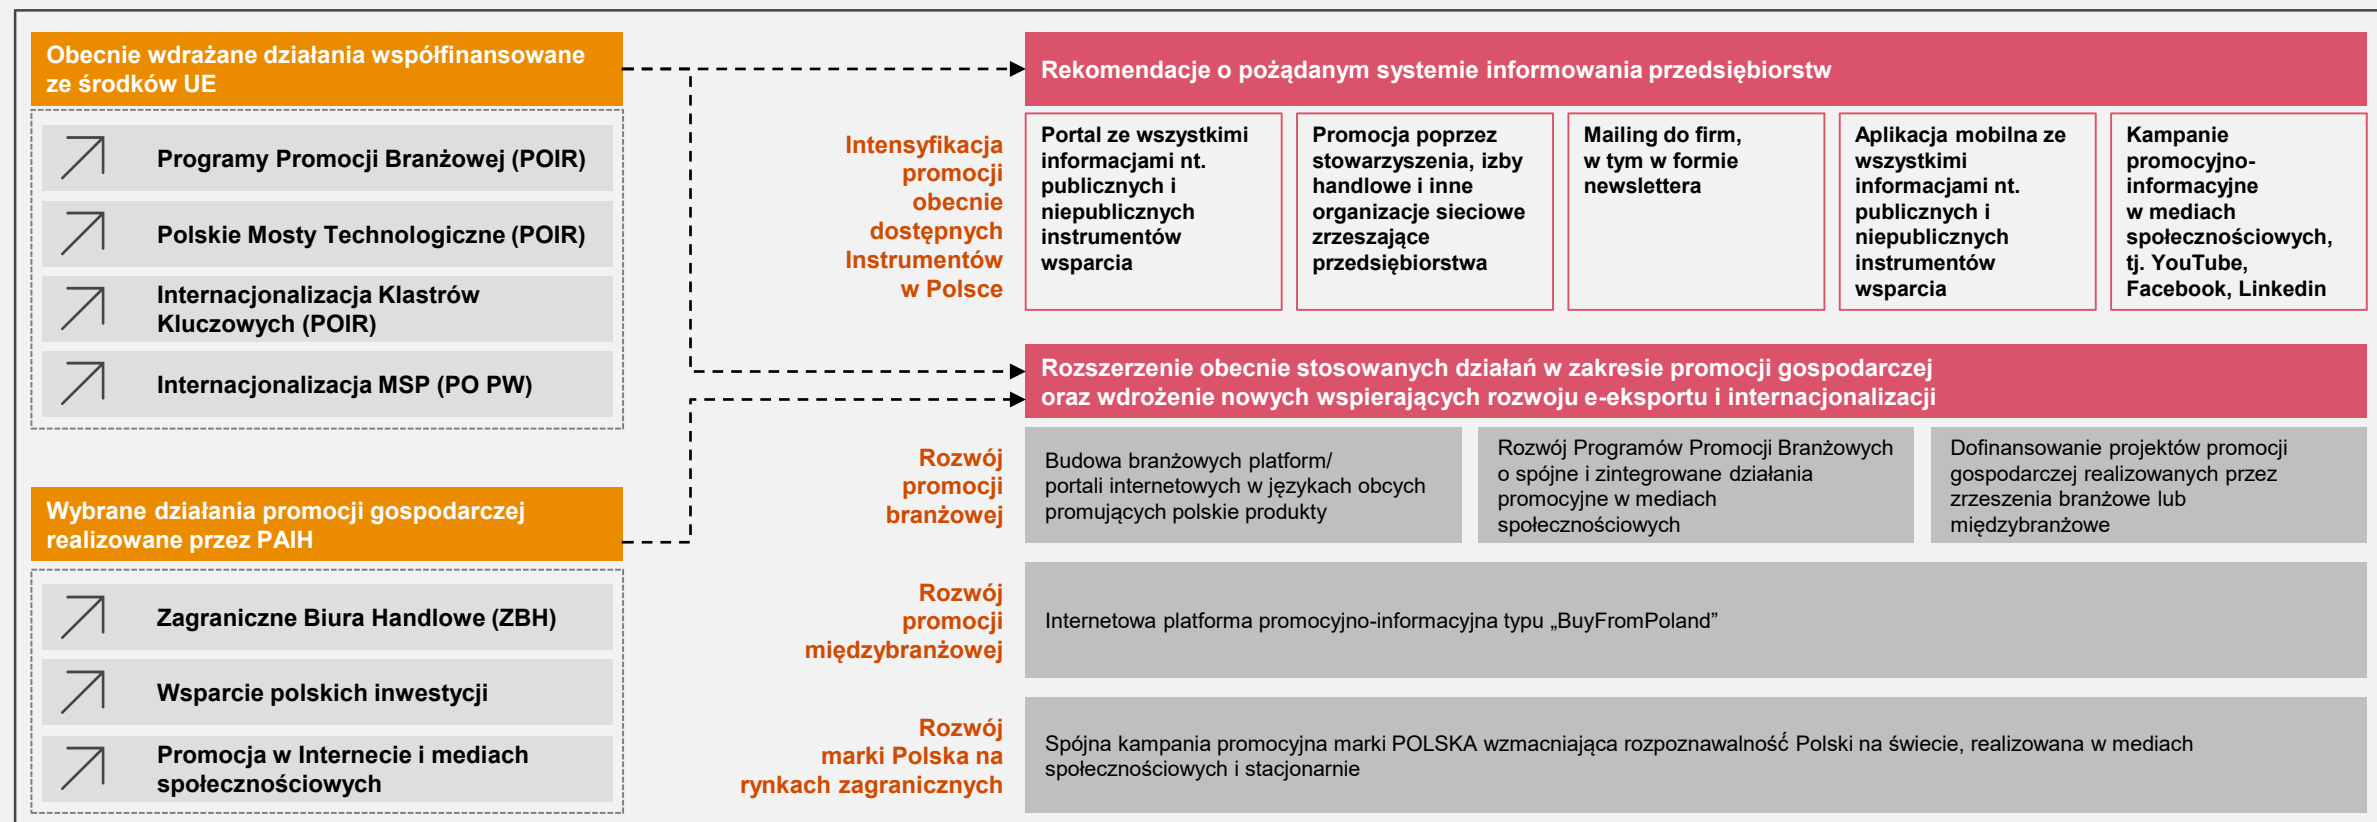 Obecnie wdrażane działania współfinansowane
ze środków UE
Programy Promocji Branżowej (POIR)
Polskie Mosty Technologiczne (POIR)
Internacjonalizacja Klastrów
Kluczowych (POIR)
Internacjonalizacja MSP (PO PW)
Wybrane działania promocji gospodarczej
realizowane przez PAIH
Zagraniczne Biura Handlowe (ZBH)
Wsparcie polskich inwestycji
Promocja w Internecie i mediach
społecznościowych
Rekomendacje o pożądanym systemie informowania przedsiębiorstw
Intensyfikacja
promocji
obecnie
dostępnych
Instrumentów
w Polsce
Portal ze wszystkimi
informacjami nt.
publicznych i
niepublicznych
instrumentów
wsparcia
Promocja poprzez
stowarzyszenia, izby
handlowe i inne
organizacje sieciowe
zrzeszające
przedsiębiorstwa
Mailing do firm,
w tym w formie
newslettera
Aplikacja mobilna ze
wszystkimi
informacjami nt.
publicznych i
niepublicznych
instrumentów
wsparcia
Kampanie
promocyjno-
informacyjne
w mediach
społecznościowych,
tj. YouTube,
Facebook, Linkedin
Rozszerzenie obecnie stosowanych działań w zakresie promocji gospodarczej
oraz wdrożenie nowych wspierających rozwoju e-eksportu i internacjonalizacji
Rozwój
promocji
branżowej
Budowa branżowych platform/
portali internetowych w językach obcych
promujących polskie produkty
Rozwój Programów Promocji Branżowych
o spójne i zintegrowane działania
promocyjne w mediach
społecznościowych
Dofinansowanie projektów promocji
gospodarczej realizowanych przez
zrzeszenia branżowe lub
międzybranżowe
Rozwój
promocji
międzybranżowej
Internetowa platforma promocyjno-informacyjna typu „BuyFromPoland”
Rozwój
marki Polska na
rynkach zagranicznych
Spójna kampania promocyjna marki POLSKA wzmacniająca rozpoznawalność Polski na świecie, realizowana w mediach
społecznościowych i stacjonarnie